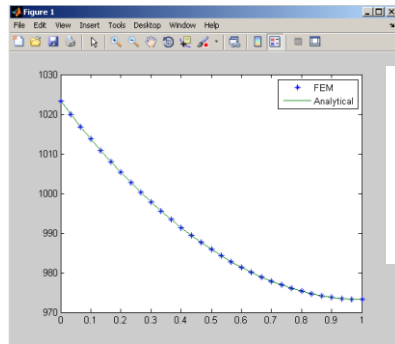 Figure 1
File Edit View Insert Tools Desktop Window Help
1030
FEM
Analytical
1020
1010
1000
990
980
970
0 0.1 0.2 0.3 0.4 0.5 0.6 0.7 0.8 0.9 1